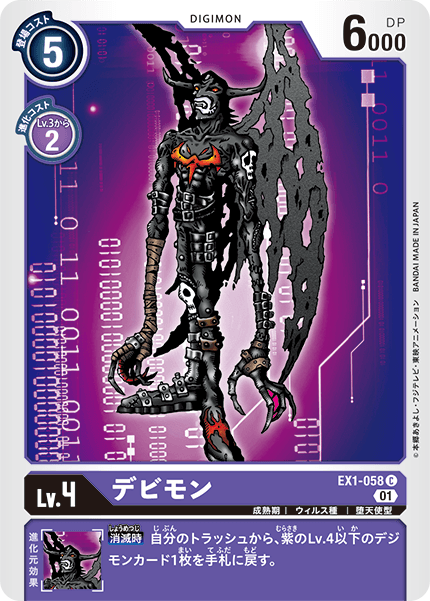 DIGIMON
登場コスト
5
DP
6000
進化コスト
Lv.3から
2
©本郷あきよし・フジテレビ・東映アニメーション BANDAI MADE IN JAPAN
EX1-058 C
01
Lv.4
デビモン
成熟期 | ウィルス種 | 堕天使型
進化元効果
消滅時 自分のトラッシュから、紫のLv.4以下のデジ
モンカード1枚を手札に戻す。